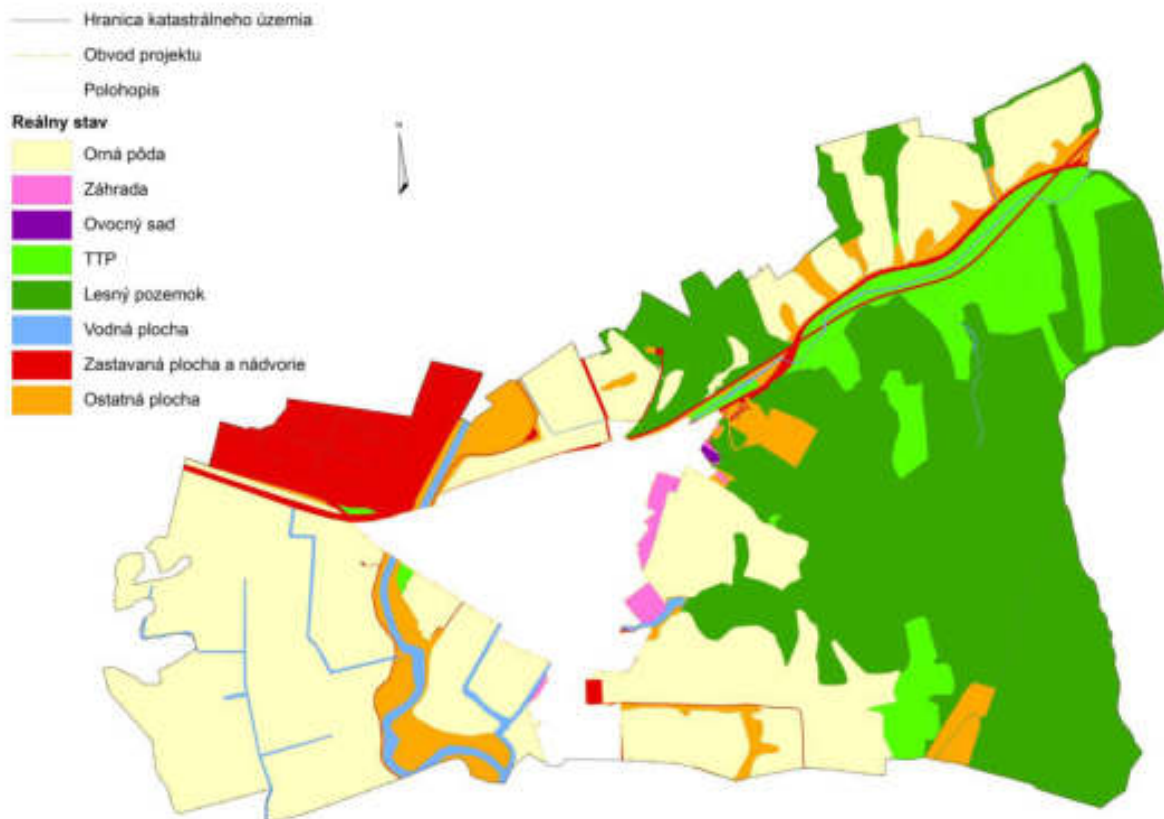 Hranica katastrálneho územia
Obvod projektu
Polohopis
Reálny stav
Orná pôda
Záhrada
Ovocný sad
TTP
Lesný pozemok
Vodná plocha
Zastavaná plocha a nádvorie
Ostatná plocha